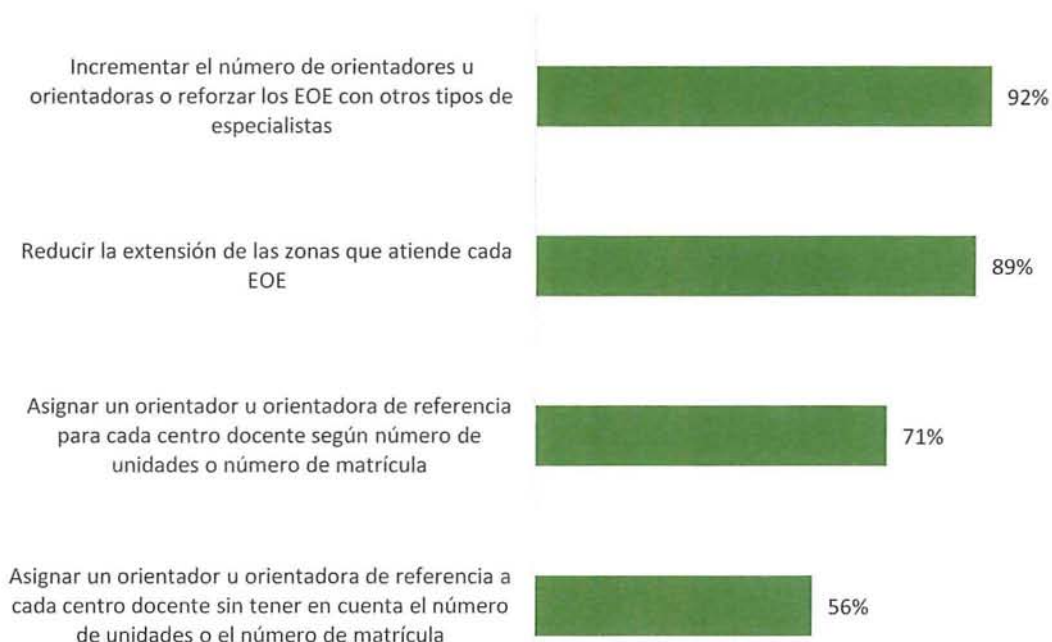 Incrementar el número de orientadores u
orientadoras o reforzar los EOE con otros tipos de
especialistas
92%
Reducir la extensión de las zonas que atiende cada
EOE
89%
Asignar un orientador u orientadora de referencia
para cada centro docente según número de
unidades o número de matrícula
71%
Asignar un orientador u orientadora de referencia a
cada centro docente sin tener en cuenta el número
de unidades o el número de matrícula
56%